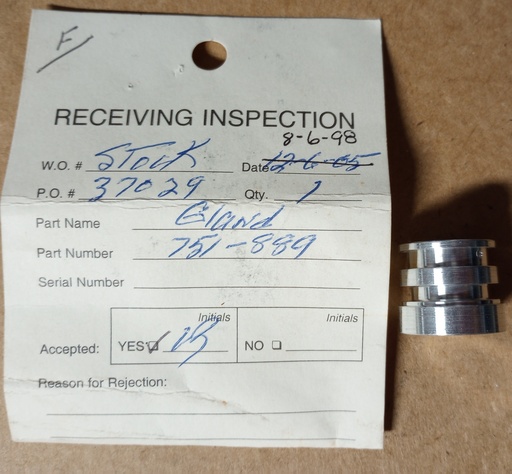 F
RECEIVING INSPECTION
8-6-98
W.O. # Stock Date 12-6-05
P.O. # 37029 Qty. 1
Part Name Gland
Part Number 751-889
Serial Number
Initials Initials
Accepted: YES NO
Reason for Rejection: